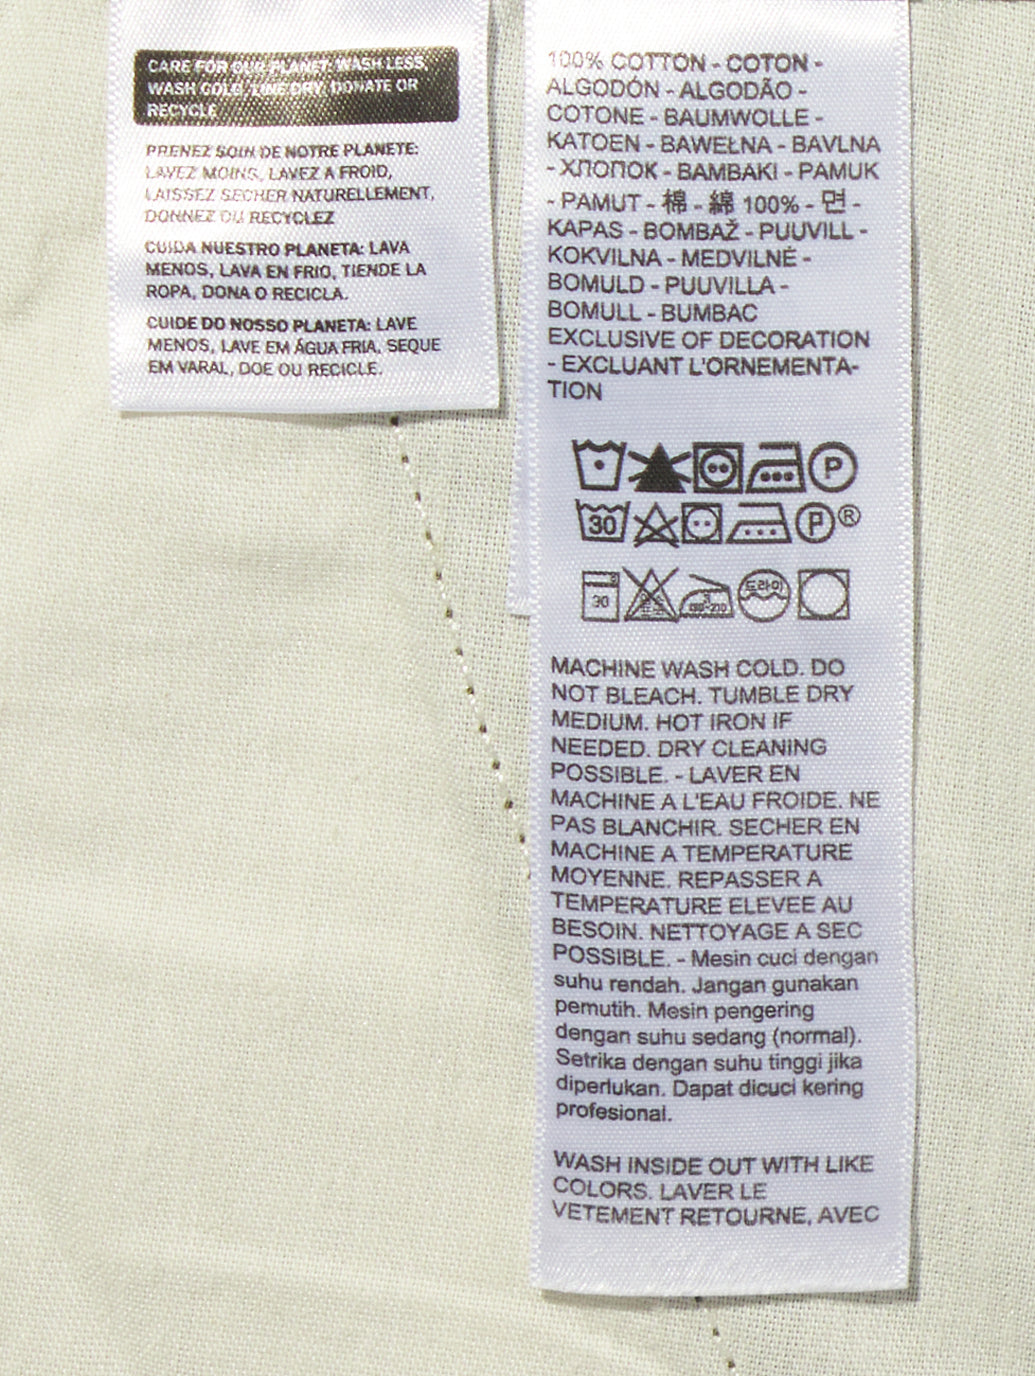 CARE FOR OUR PLANET: WASH LESS,
WASH COLD, LINE DRY, DONATE OR
RECYCLE
PRENEZ SOIN DE NOTRE PLANETE:
LAVEZ MOINS, LAVEZ A FROID,
LAISSEZ SECHER NATURELLEMENT,
DONNEZ OU RECYCLEZ
CUIDA NUESTRO PLANETA: LAVA
MENOS, LAVA EN FRIO, TIENDE LA
ROPA, DONA O RECICLA.
CUIDE DO NOSSO PLANETA: LAVE
MENOS, LAVE EM ÁGUA FRIA, SEQUE
EM VARAL, DOE OU RECICLE.
100% COTTON - COTON -
ALGODÓN - ALGODÃO -
COTONE - BAUMWOLLE -
KATOEN - BAWEŁNA - BAVLNA
- ХЛОПОК - BAMBAKI - PAMUK
- PAMUT - 棉 - 綿 100% - 면 -
KAPAS - BOMBAŽ - PUUVILL -
KOKVILNA - MEDVILNĖ -
BOMULD - PUUVILLA -
BOMULL - BUMBAC
EXCLUSIVE OF DECORATION
- EXCLUANT L'ORNEMENTA-
TION
P
30 P ®
30 드라이
MACHINE WASH COLD. DO
NOT BLEACH. TUMBLE DRY
MEDIUM. HOT IRON IF
NEEDED. DRY CLEANING
POSSIBLE. - LAVER EN
MACHINE A L'EAU FROIDE. NE
PAS BLANCHIR. SECHER EN
MACHINE A TEMPERATURE
MOYENNE. REPASSER A
TEMPERATURE ELEVEE AU
BESOIN. NETTOYAGE A SEC
POSSIBLE. - Mesin cuci dengan
suhu rendah. Jangan gunakan
pemutih. Mesin pengering
dengan suhu sedang (normal).
Setrika dengan suhu tinggi jika
diperlukan. Dapat dicuci kering
profesional.
WASH INSIDE OUT WITH LIKE
COLORS. LAVER LE
VETEMENT RETOURNE, AVEC